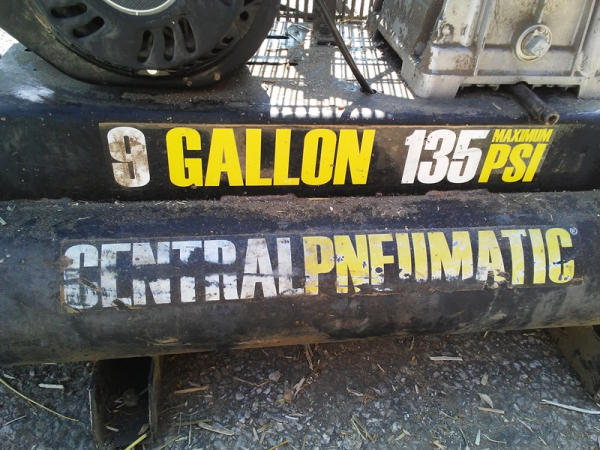 9 GALLON 135 MAXIMUM PSI
CENTRALPNEUMATIC®